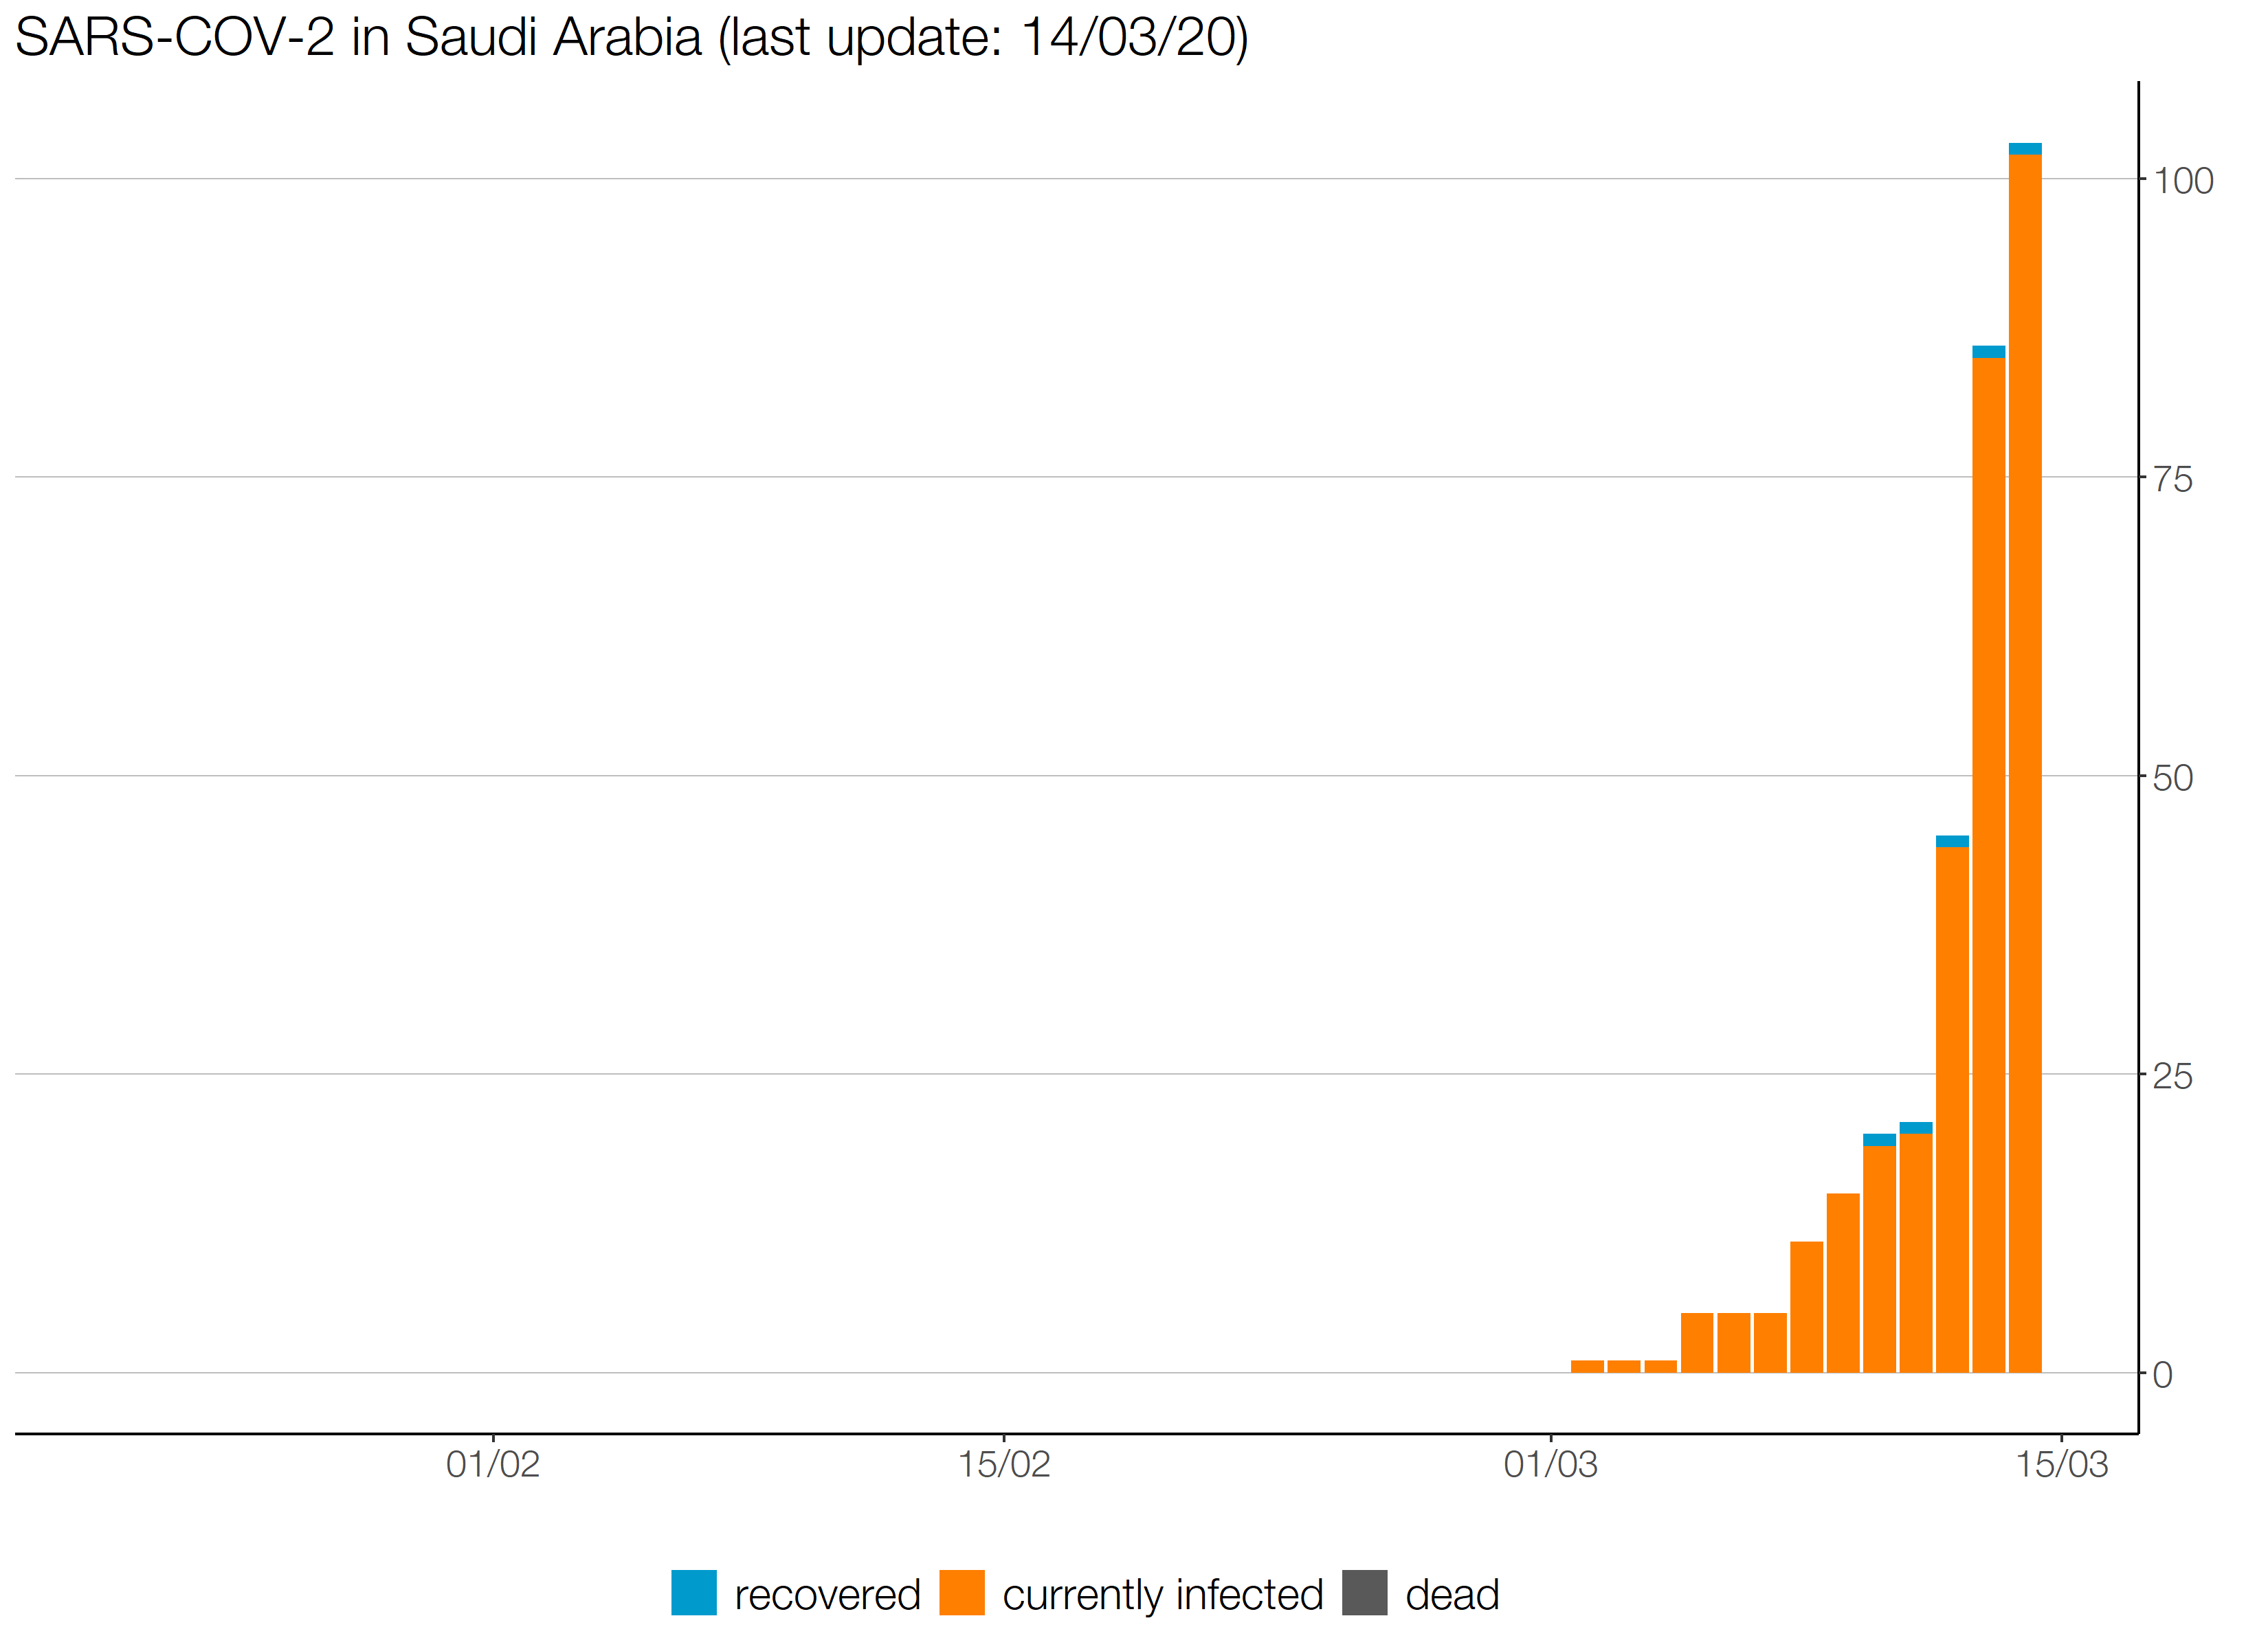 SARS-COV-2 in Saudi Arabia (last update: 14/03/20)
100
75
50
25
0
01/02 15/02 01/03 15/03
recovered currently infected dead